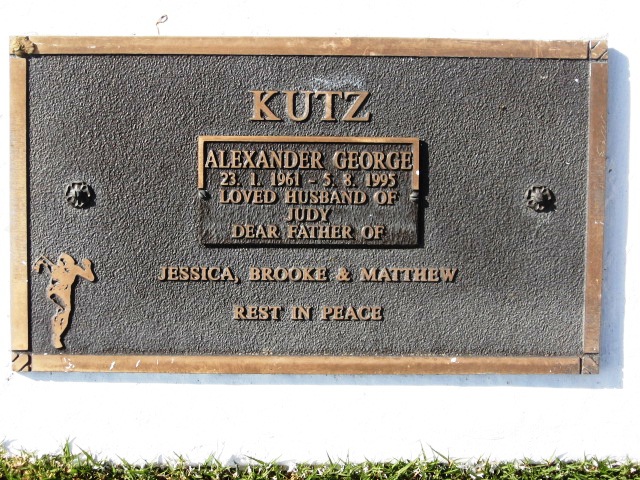 KUTZ
ALEXANDER GEORGE
23. 1. 1961 - 5. 8. 1995
LOVED HUSBAND OF
JUDY
DEAR FATHER OF
JESSICA, BROOKE & MATTHEW
REST IN PEACE